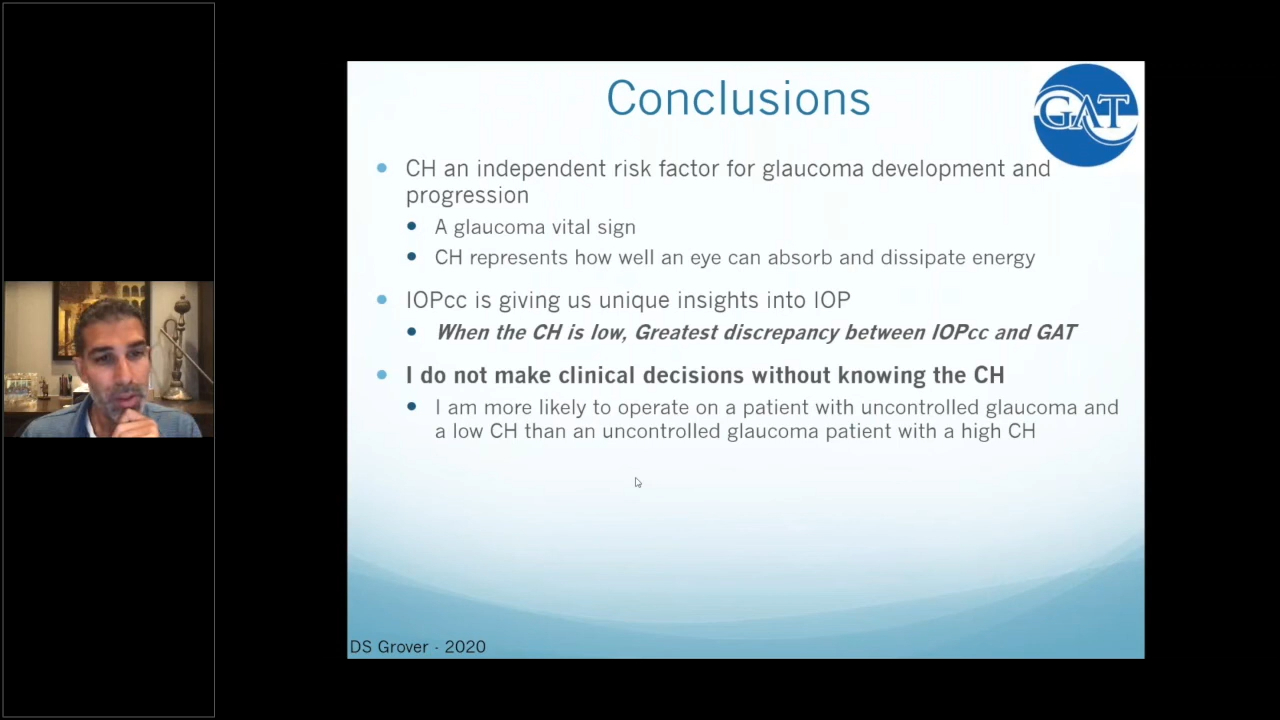 Conclusions
GAT
CH an independent risk factor for glaucoma development and
progression
A glaucoma vital sign
CH represents how well an eye can absorb and dissipate energy
IOPcc is giving us unique insights into IOP
When the CH is low, Greatest discrepancy between IOPcc and GAT
I do not make clinical decisions without knowing the CH
I am more likely to operate on a patient with uncontrolled glaucoma and
a low CH than an uncontrolled glaucoma patient with a high CH
DS Grover - 2020